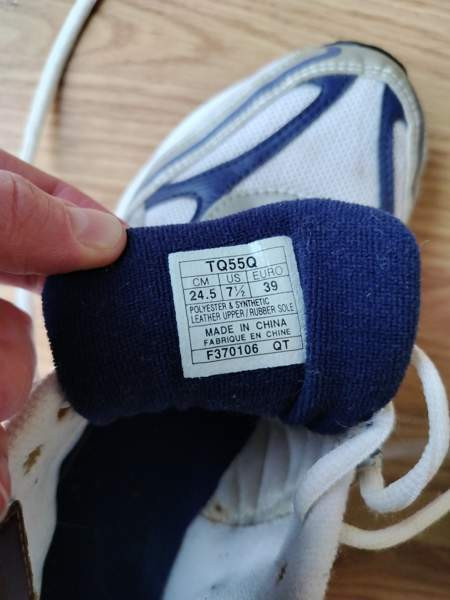 TQ55Q
CM US EURO
24.5 7½ 39
POLYESTER & SYNTHETIC
LEATHER UPPER/RUBBER SOLE
MADE IN CHINA
FABRIQUE EN CHINE
F370106 QT